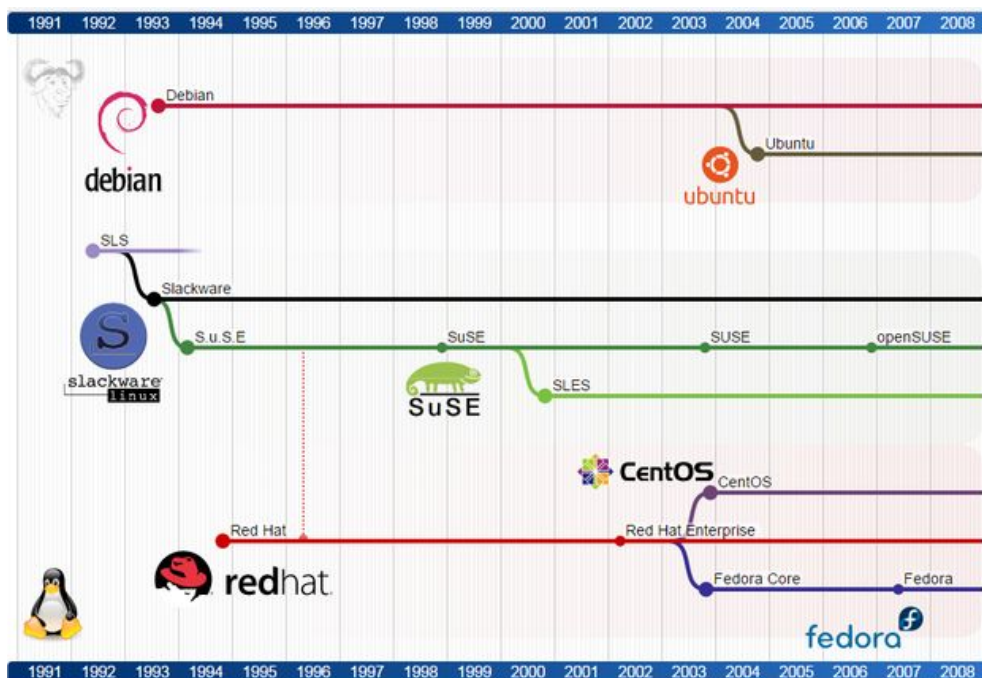 1991 1992 1993 1994 1995 1996 1998 1999 2000 2001 2002 2003 2004 2005 2006 2007 2008
Debian
debian
Ubuntu
ubuntu
SLS
Slackware
S
slackware
linux
S.u.S.E
SuSE
SUSE
openSUSE
SuSE
SLES
CentOS
CentOS
Red Hat
Red Hat Enterprise
redhat.
Fedora Core
Fedora
fedora
1991 1992 1993 1994 1995 1996 1998 1999 2000 2001 2002 2003 2004 2005 2006 2007 2008